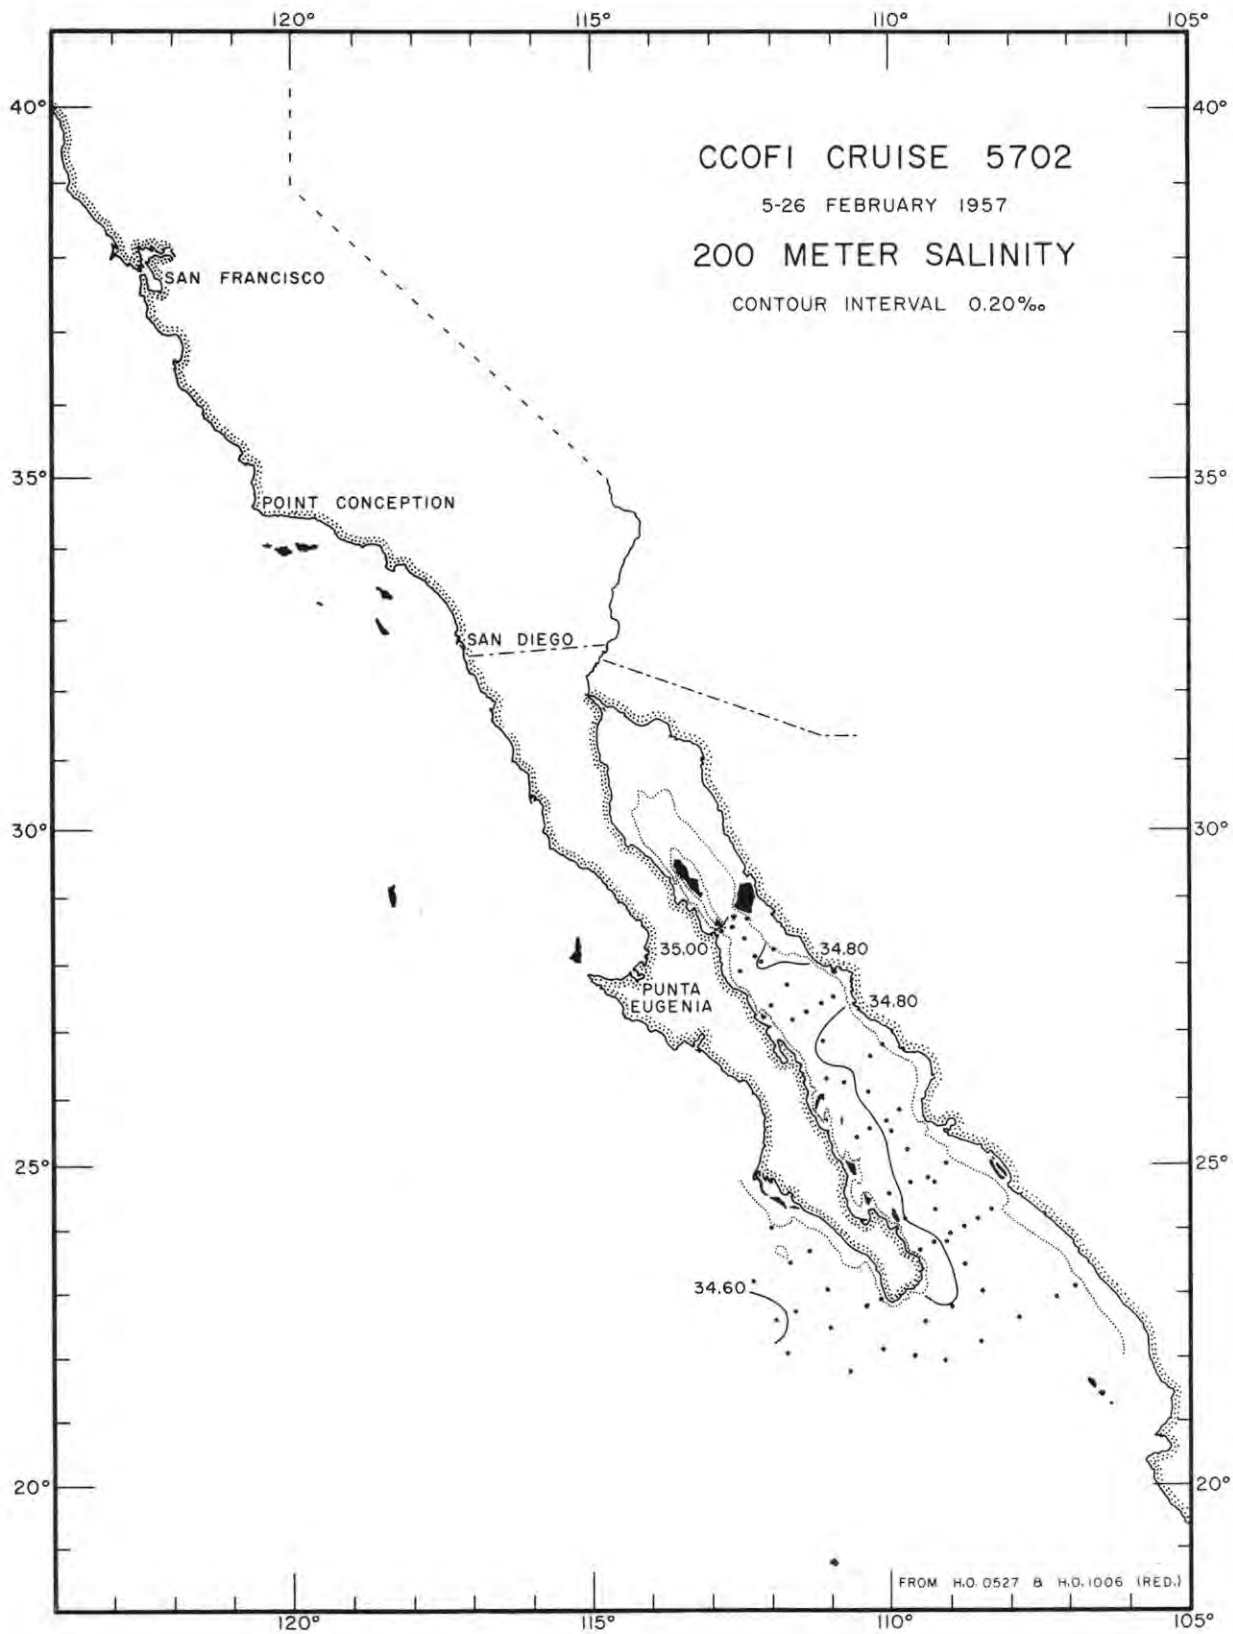 120° 115° 110° 105°
40° 40°
CCOFI CRUISE 5702
5-26 FEBRUARY 1957
200 METER SALINITY
CONTOUR INTERVAL 0.20‰
SAN FRANCISCO
35° 35°
POINT CONCEPTION
SAN DIEGO
30° 30°
35.00 34.80
PUNTA
EUGENIA
34.80
25° 25°
34.60
20° 20°
FROM H.O. 0527 & H.O. 1006 (RED.)
120° 115° 110° 105°